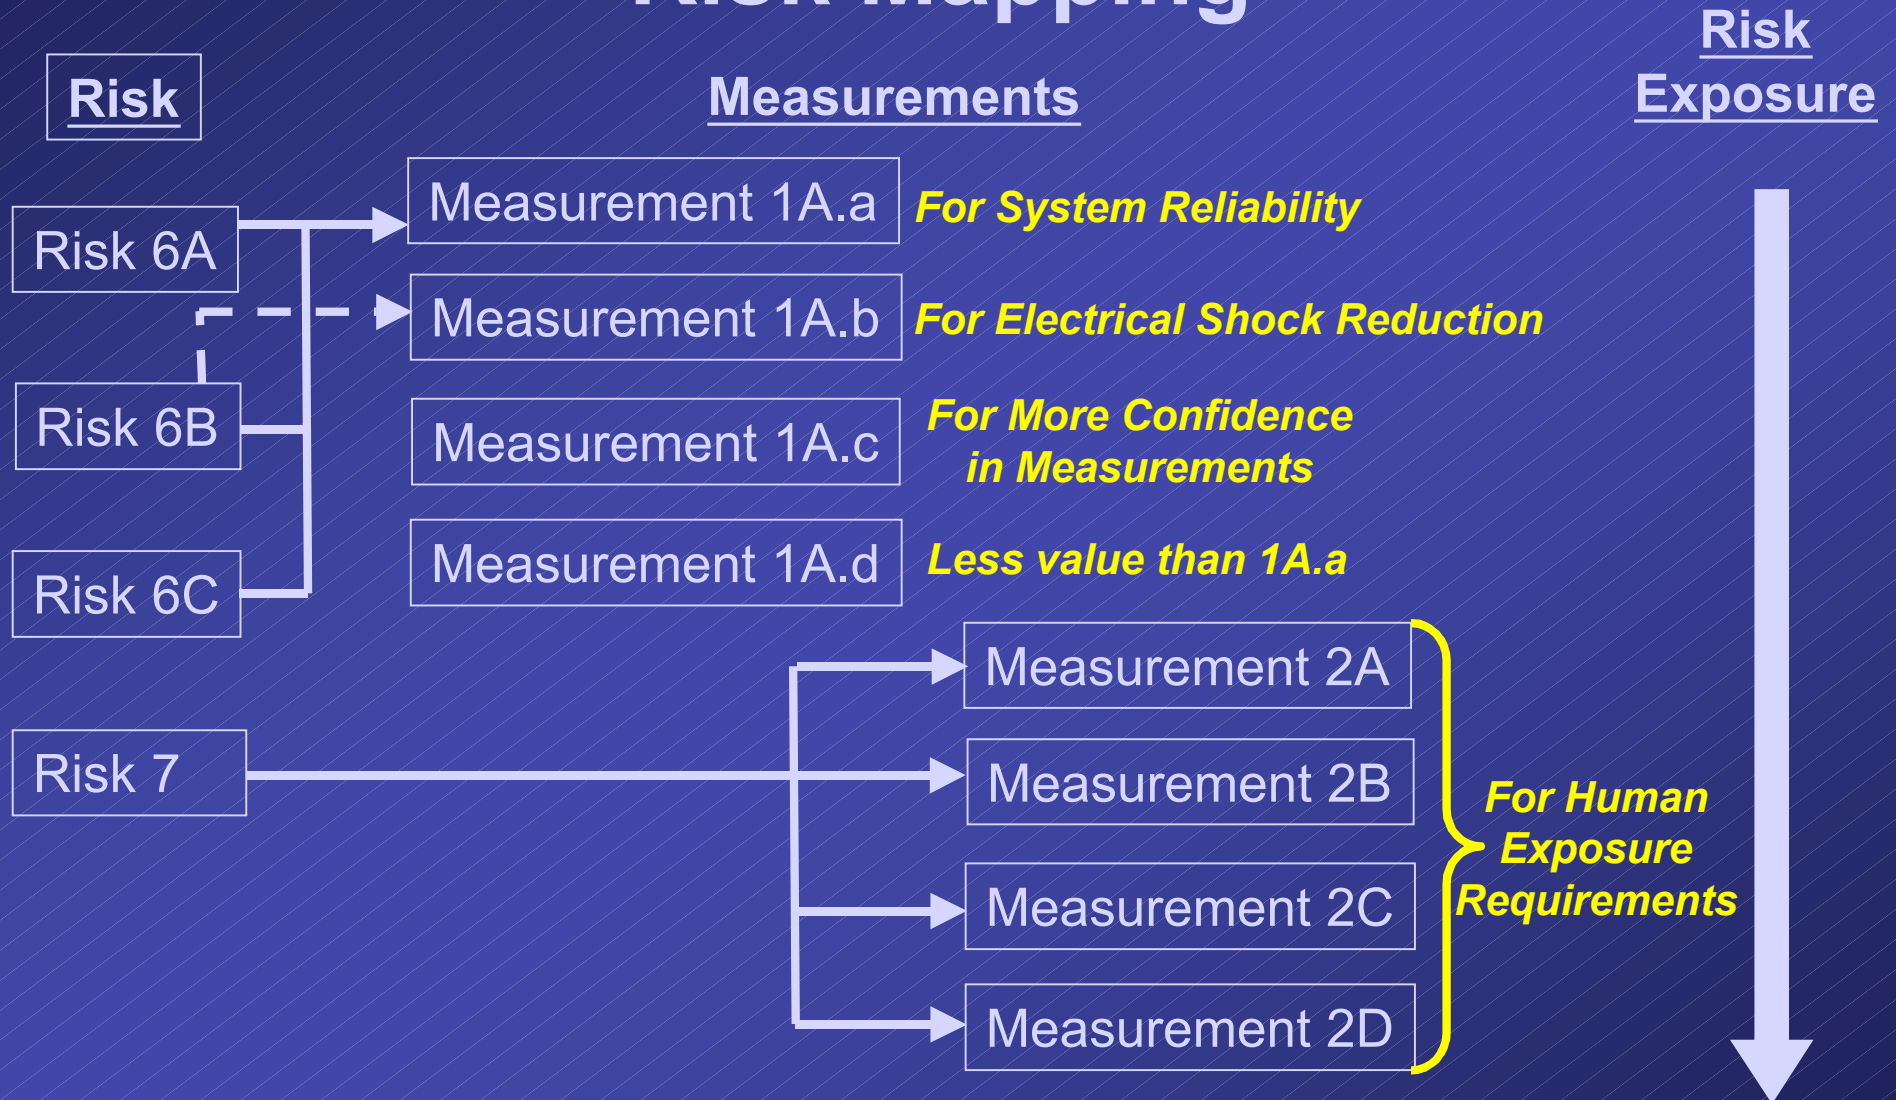 Risk Mapping
Risk
Exposure
Risk
Measurements
Measurement 1A.a
For System Reliability
Risk 6A
Measurement 1A.b
For Electrical Shock Reduction
Risk 6B
Measurement 1A.c
For More Confidence
in Measurements
Measurement 1A.d
Less value than 1A.a
Risk 6C
Measurement 2A
Risk 7
Measurement 2B
For Human
Exposure
Requirements
Measurement 2C
Measurement 2D